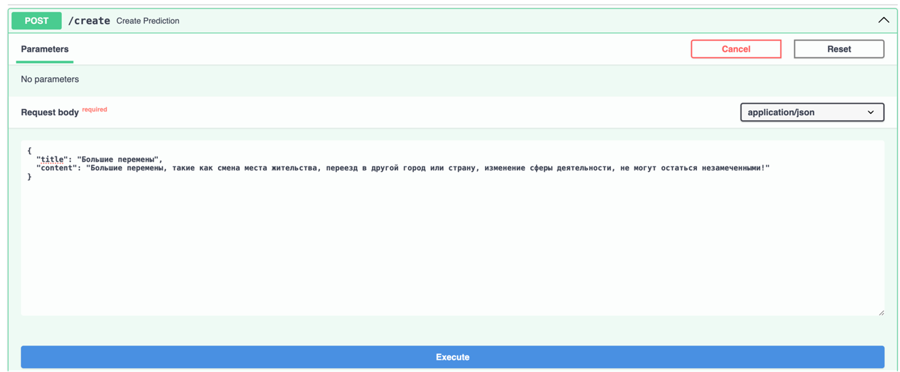 POST /create Create Prediction
Parameters Cancel Reset
No parameters
Request body required application/json
{
"title": "Большие перемены",
"content": "Большие перемены, такие как смена места жительства, переезд в другой город или страну, изменение сферы деятельности, не могут остаться незамеченными!"
}
Execute